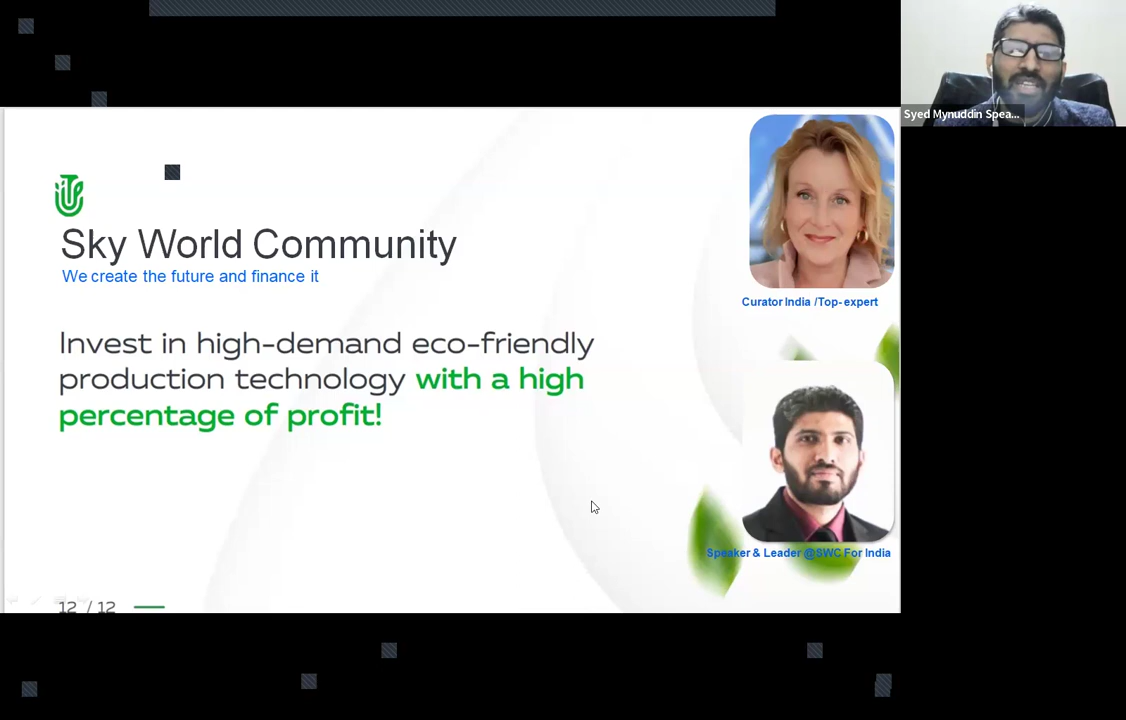 Syed Mynuddin Spea...
Sky World Community
We create the future and finance it
Curator India /Top-expert
Invest in high-demand eco-friendly
production technology with a high
percentage of profit!
Speaker & Leader @SWC For India
12 / 12